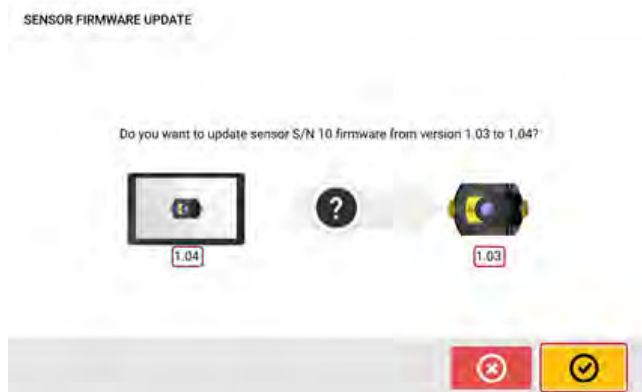 SENSOR FIRMWARE UPDATE
Do you want to update sensor S/N 10 firmware from version 1.03 to 1.04?
?
1.04
1.03